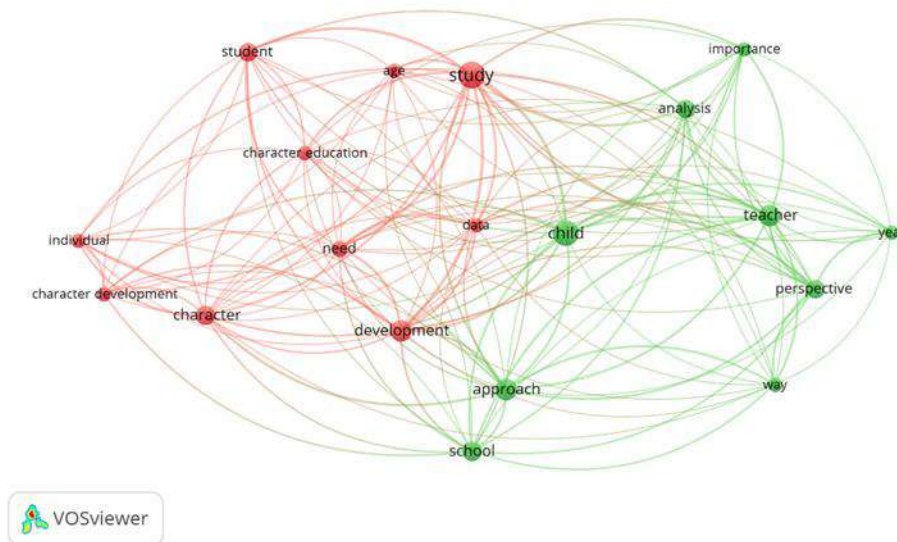 student
importance
age
study
analysis
character education
teacher
child
data
year
individual
need
perspective
character development
character
development
way
approach
school
VOSviewer